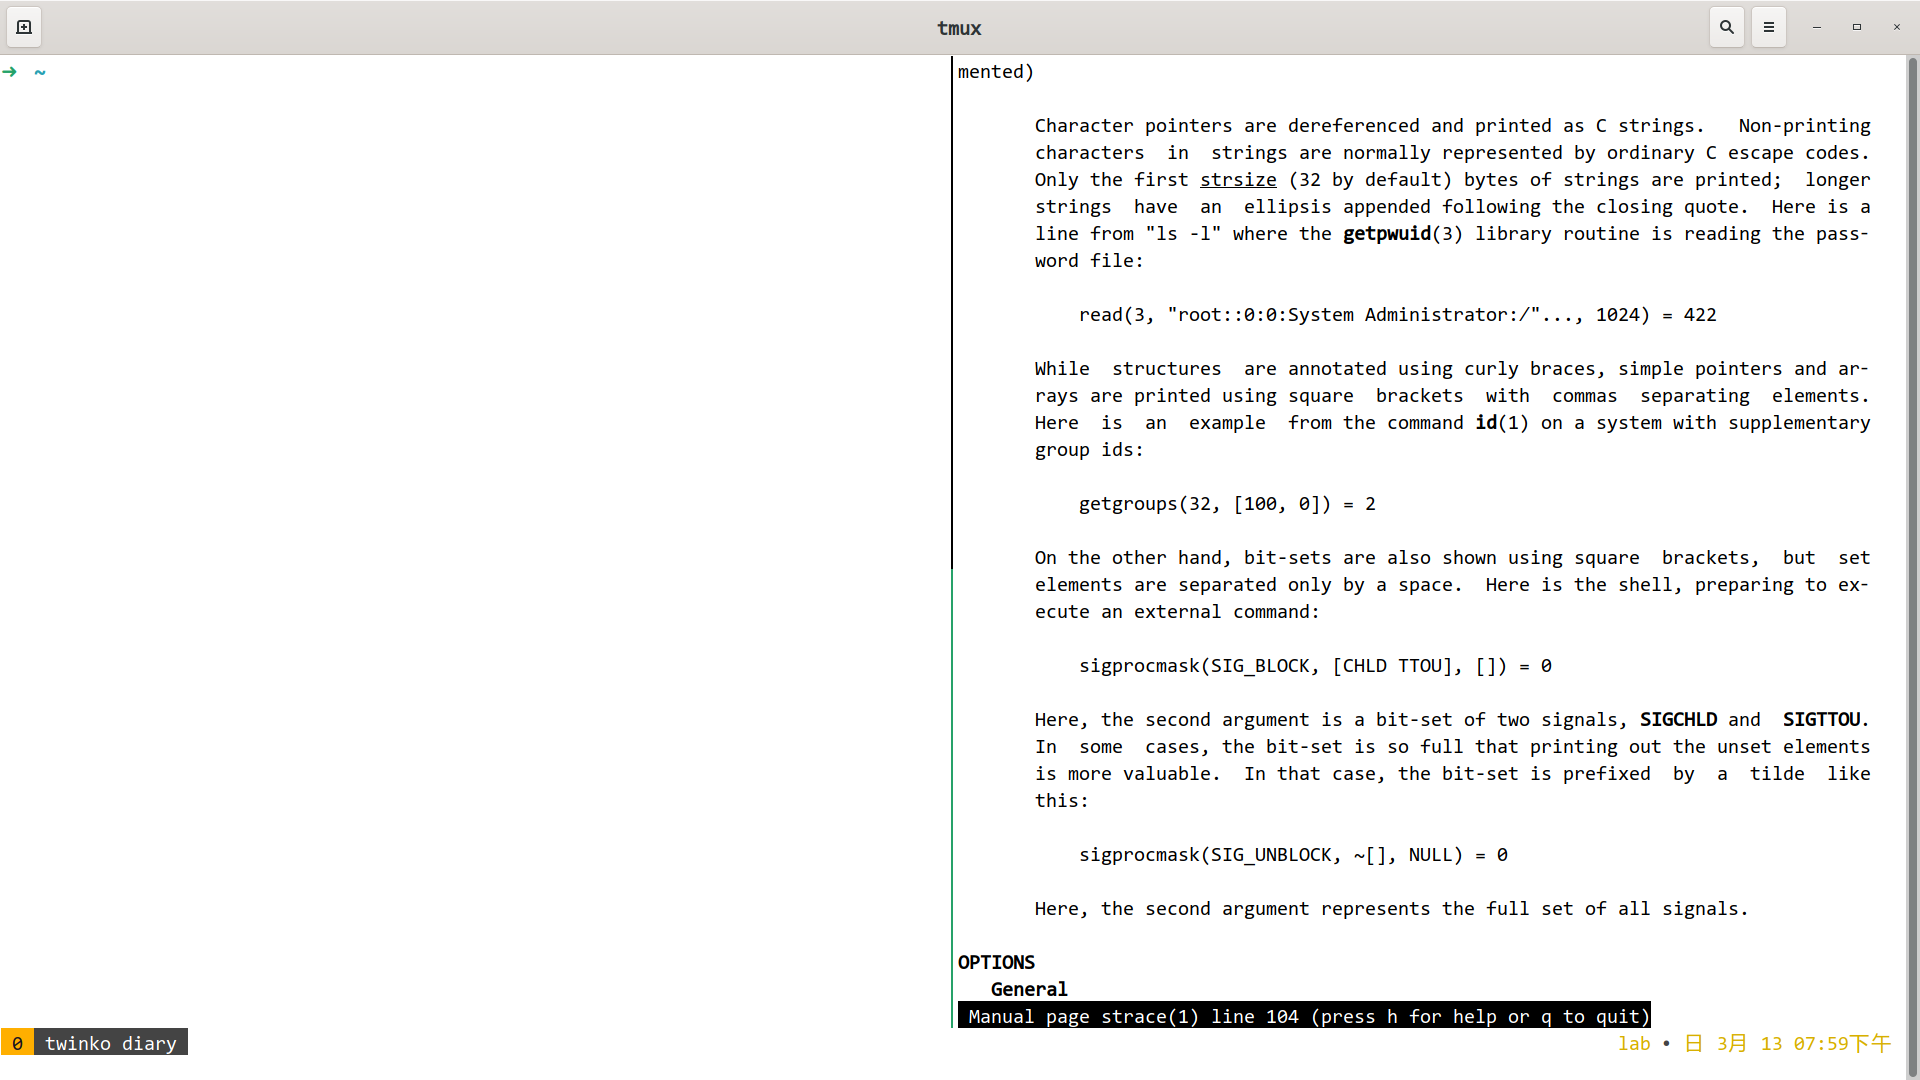 tmux
➜ ~
mented)
Character pointers are dereferenced and printed as C strings.   Non-printing
characters  in  strings are normally represented by ordinary C escape codes.
Only the first strsize (32 by default) bytes of strings are printed;  longer
strings  have  an  ellipsis appended following the closing quote.  Here is a
line from "ls -l" where the getpwuid(3) library routine is reading the pass-
word file:
read(3, "root::0:0:System Administrator:/"..., 1024) = 422
While  structures  are annotated using curly braces, simple pointers and ar-
rays are printed using square  brackets  with  commas  separating  elements.
Here  is  an  example  from the command id(1) on a system with supplementary
group ids:
getgroups(32, [100, 0]) = 2
On the other hand, bit-sets are also shown using square  brackets,  but  set
elements are separated only by a space.  Here is the shell, preparing to ex-
ecute an external command:
sigprocmask(SIG_BLOCK, [CHLD TTOU], []) = 0
Here, the second argument is a bit-set of two signals, SIGCHLD and  SIGTTOU.
In  some  cases, the bit-set is so full that printing out the unset elements
is more valuable.  In that case, the bit-set is prefixed  by  a  tilde  like
this:
sigprocmask(SIG_UNBLOCK, ~[], NULL) = 0
Here, the second argument represents the full set of all signals.
OPTIONS
General
Manual page strace(1) line 104 (press h for help or q to quit)
0 twinko diary
lab • 日 3月 13 07:59下午